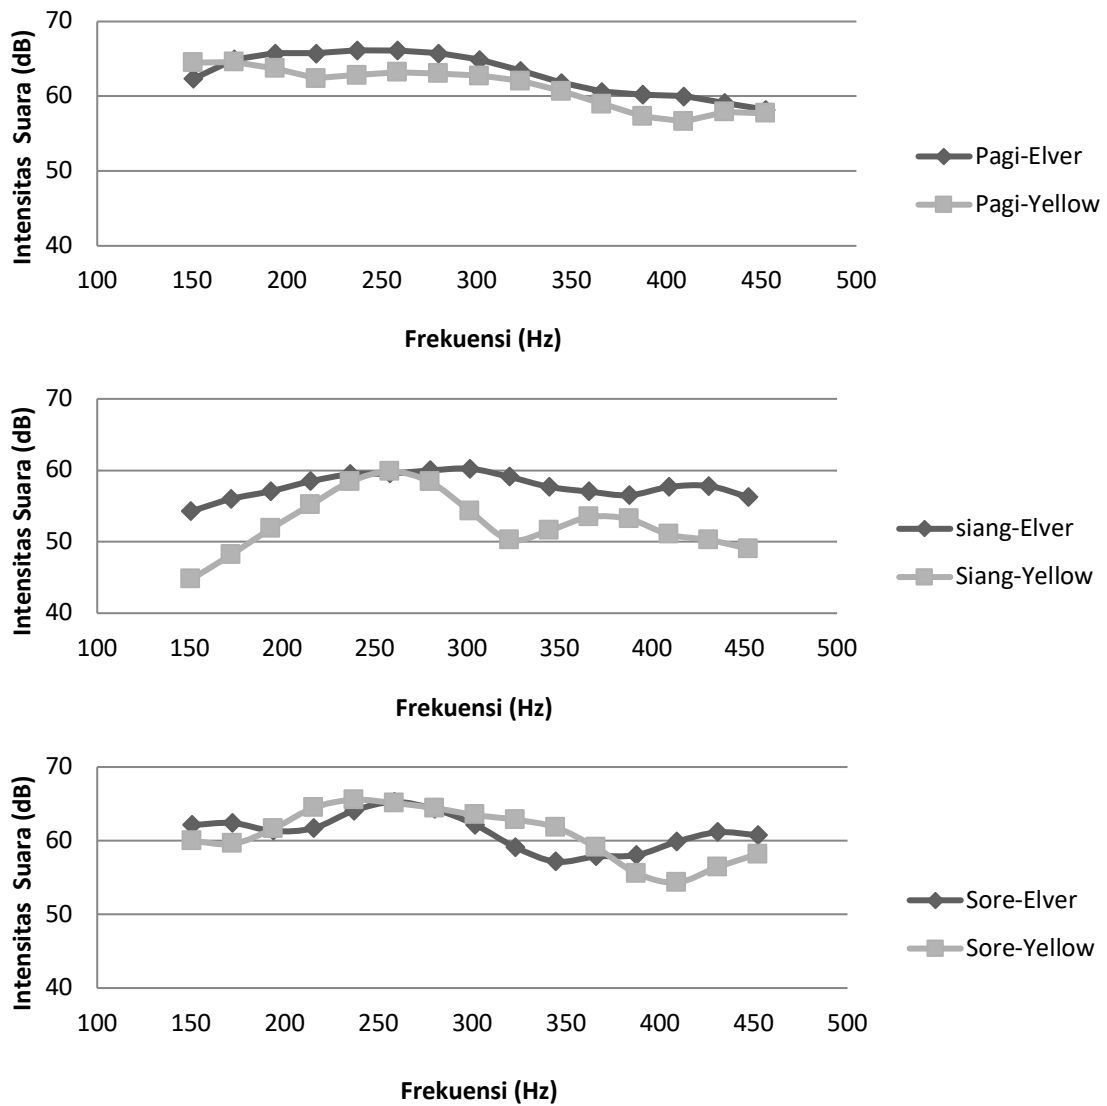 70
60
50
40
Intensitas Suara (dB)
100 150 200 250 300 350 400 450 500
Frekuensi (Hz)
Pagi-Elver
Pagi-Yellow
70
60
50
40
Intensitas Suara (dB)
100 150 200 250 300 350 400 450 500
Frekuensi (Hz)
siang-Elver
Siang-Yellow
70
60
50
40
Intensitas Suara (dB)
100 150 200 250 300 350 400 450 500
Frekuensi (Hz)
Sore-Elver
Sore-Yellow